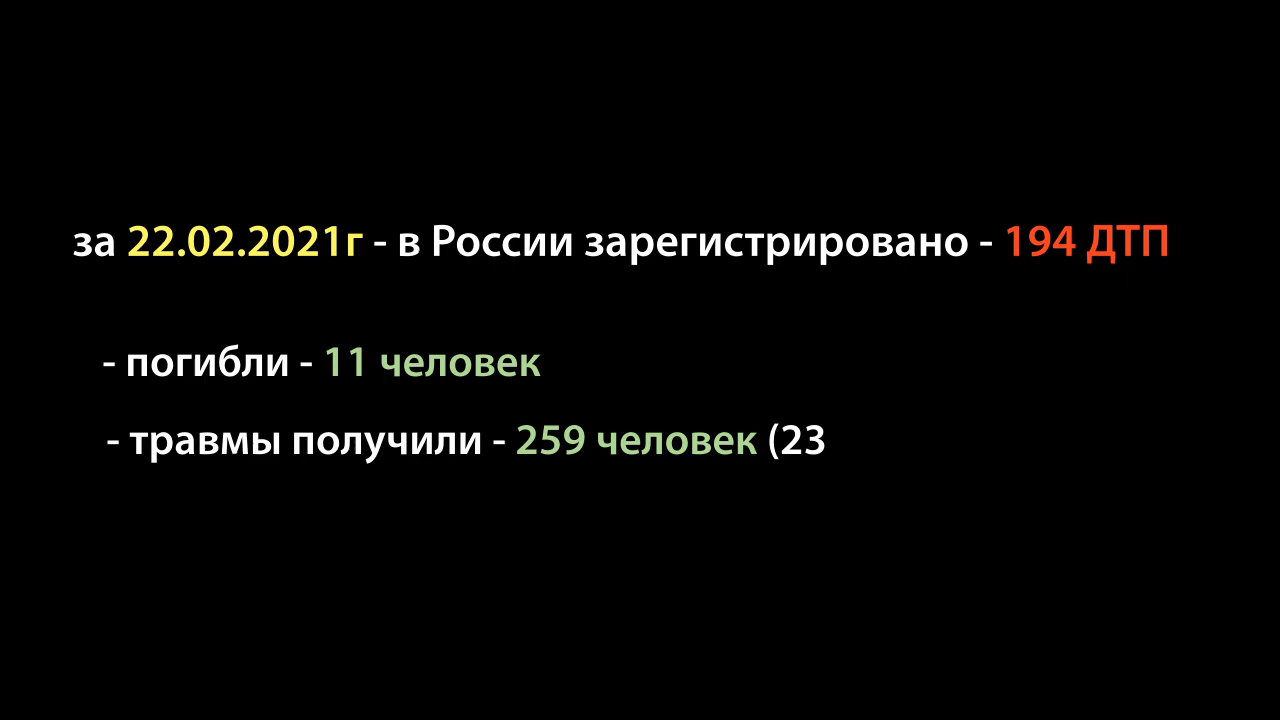 за 22.02.2021г - в России зарегистрировано - 194 ДТП
- погибли - 11 человек
- травмы получили - 259 человек (23